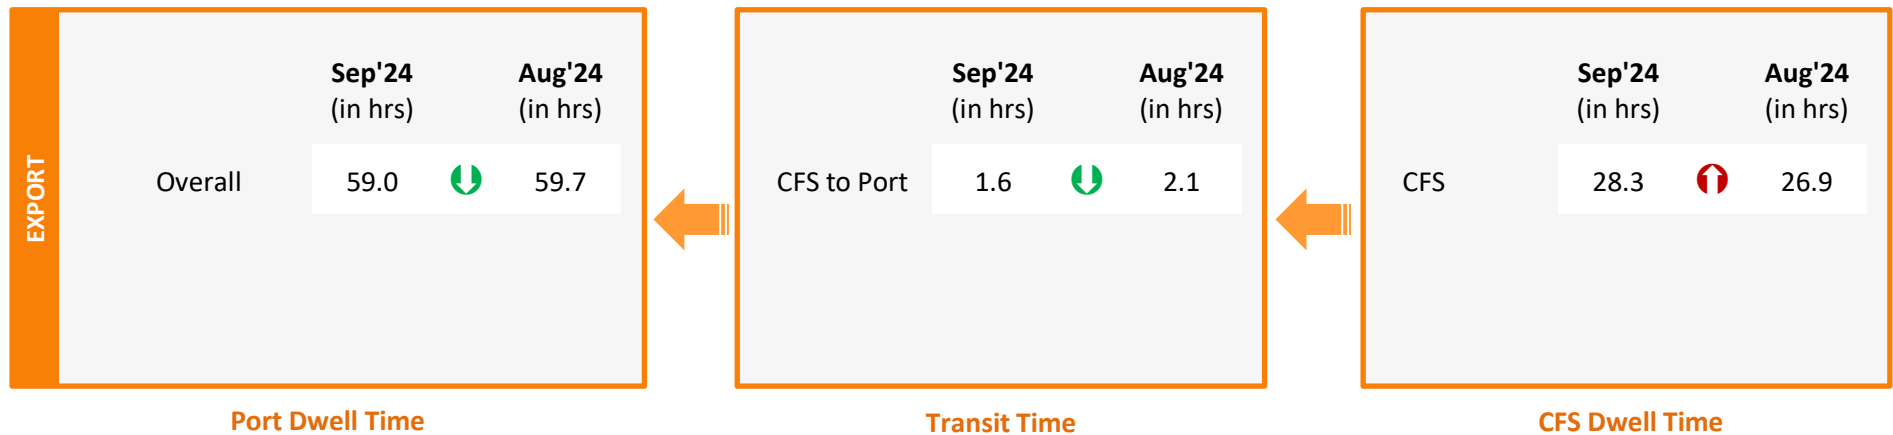 EXPORT
Sep'24 Aug'24
(in hrs) (in hrs)
Overall 59.0 59.7
Port Dwell Time
Sep'24 Aug'24
(in hrs) (in hrs)
CFS to Port 1.6 2.1
Transit Time
Sep'24 Aug'24
(in hrs) (in hrs)
CFS 28.3 26.9
CFS Dwell Time